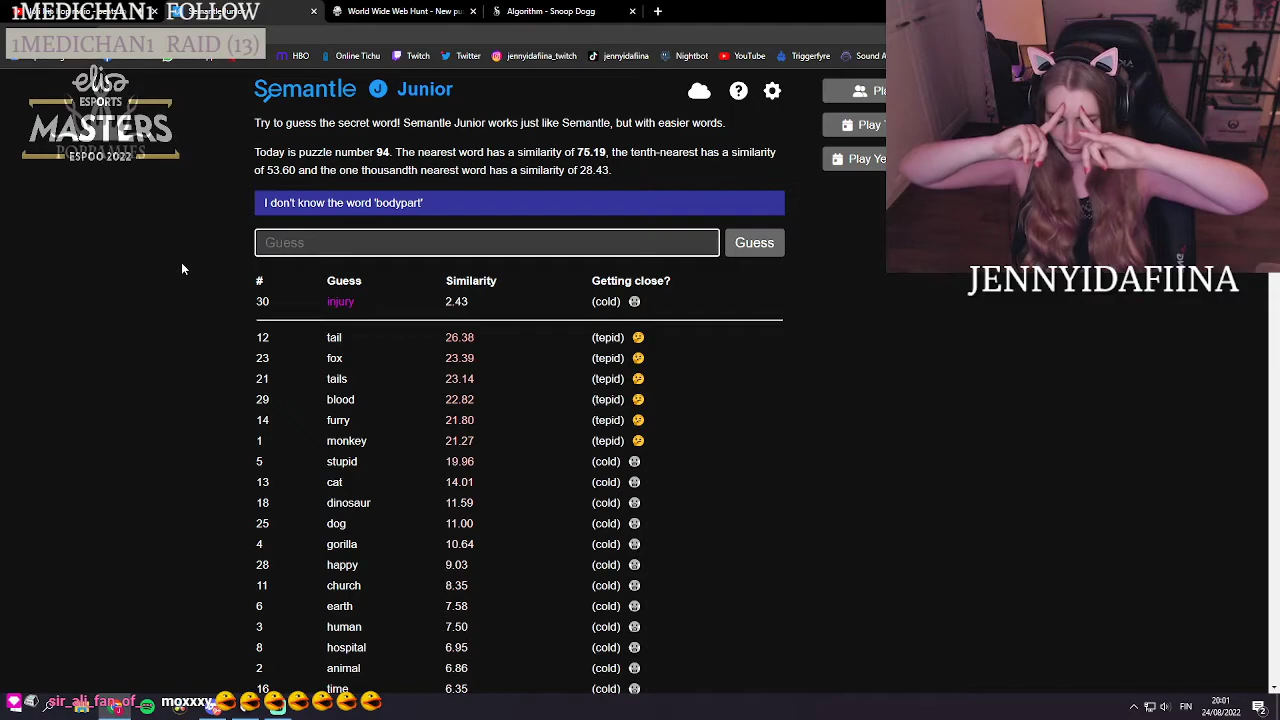 1MEDICHAN1 FOLLOW
1MEDICHAN1 RAID (13)
World Wide Web Hunt - New pu
Algorithm - Snoop Dogg
HBO
Online Tichu
Twitch
Twitter
jennyidafiina_twitch
jennyidafiina
Nightbot
YouTube
Triggerfyre
Sound A
elisa
ESPORTS
MASTERS
ESPOO 2022
Semantle J Junior
Pla
Play T
Play Ye
Try to guess the secret word! Semantle Junior works just like Semantle, but with easier words.
Today is puzzle number 94. The nearest word has a similarity of 75.19, the tenth-nearest has a similarity
of 53.60 and the one thousandth nearest word has a similarity of 28.43.
I don't know the word 'bodypart'
Guess
Guess
# Guess Similarity Getting close?
30 injury 2.43 (cold)
12 tail 26.38 (tepid)
23 fox 23.39 (tepid)
21 tails 23.14 (tepid)
29 blood 22.82 (tepid)
14 furry 21.80 (tepid)
1 monkey 21.27 (tepid)
5 stupid 19.96 (cold)
13 cat 14.01 (cold)
18 dinosaur 11.59 (cold)
25 dog 11.00 (cold)
4 gorilla 10.64 (cold)
28 happy 9.03 (cold)
11 church 8.35 (cold)
6 earth 7.58 (cold)
3 human 7.50 (cold)
8 hospital 6.95 (cold)
2 animal 6.86 (cold)
16 time 6.35 (cold)
JENNYIDAFIINA
sir_ali_fan_of
moxxxy
FIN
20:01
24/08/2022